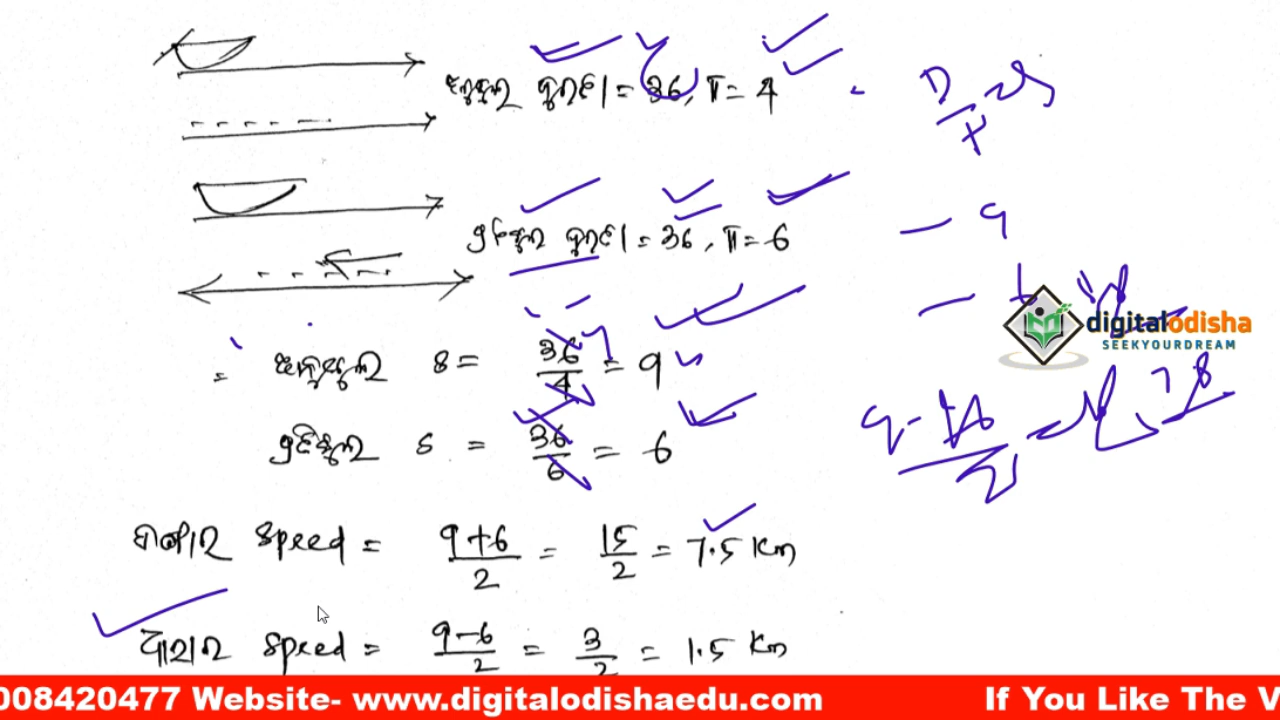 ଅନୁକୂଳ ଦୂରତା = 36, T = 4
D/T = S
ପ୍ରତିକୂଳ ଦୂରତା = 36, T = 6
- 9
digitalodisha
SEEKYOURDREAM
= ଅନୁକୂଳ S = 36/4 = 9
ପ୍ରତିକୂଳ S = 36/6 = 6
speed = 9+6/2 = 15/2 = 7.5 Km
speed = 9-6/2 = 3/2 = 1.5 Km
008420477 Website- www.digitalodishaedu.com If You Like The V